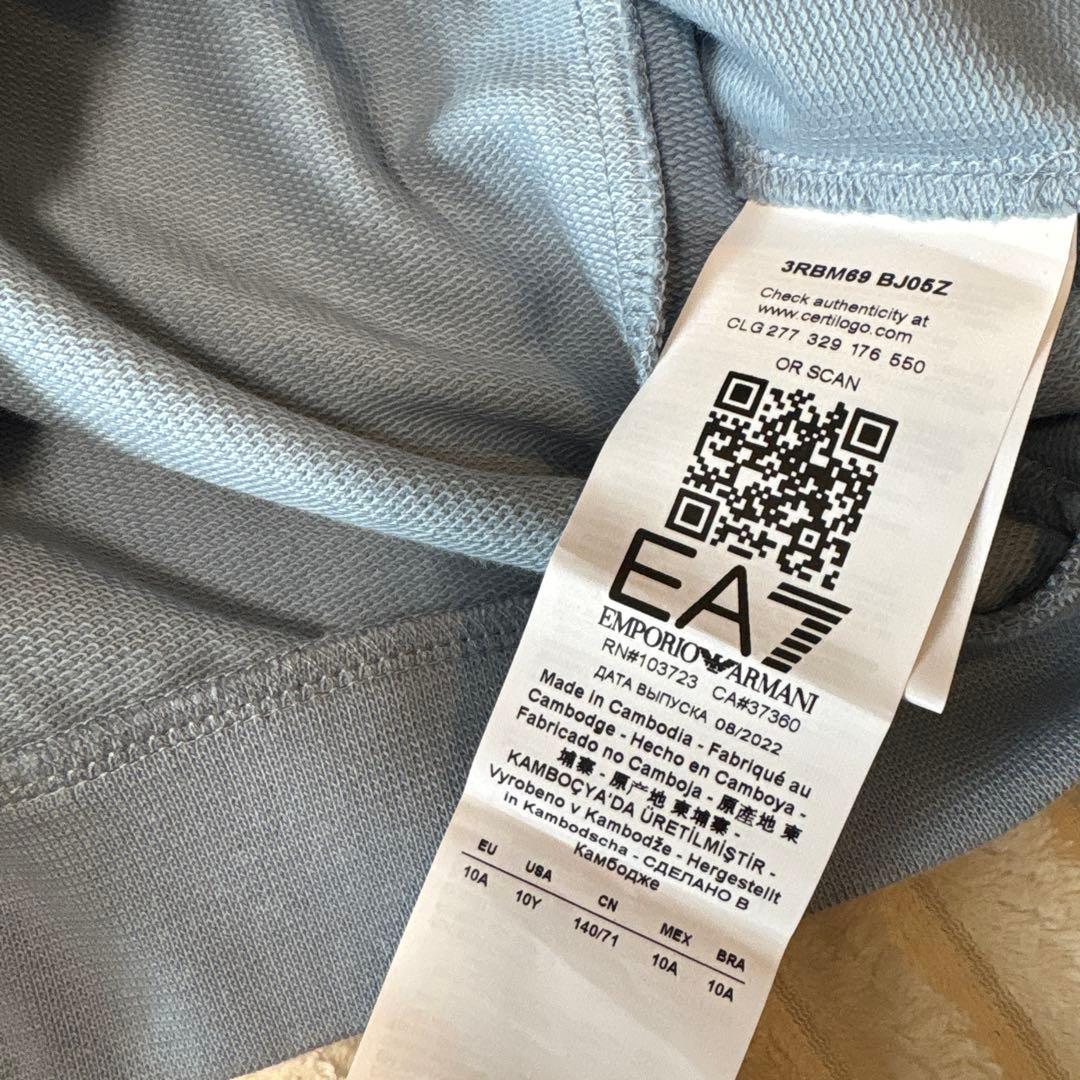 3RBM69 BJ05Z
Check authenticity at
www.certilogo.com
CLG 277 329 176 550
OR SCAN
EA7
EMPORIO ARMANI
RN#103723 CA#37360
ДАТА ВЫПУСКА 08/2022
Made in Cambodia - Fabriqué au
Cambodge - Hecho en Camboya -
Fabricado no Camboja - 原産地 柬
埔寨 - 原产地 柬埔寨 -
KAMBOÇYA'DA ÜRETİLMİŞTİR -
Vyrobeno v Kambodže - Hergestellt
in Kambodscha - СДЕЛАНО В
Камбодже
EU USA CN MEX BRA
10A 10Y 140/71 10A 10A